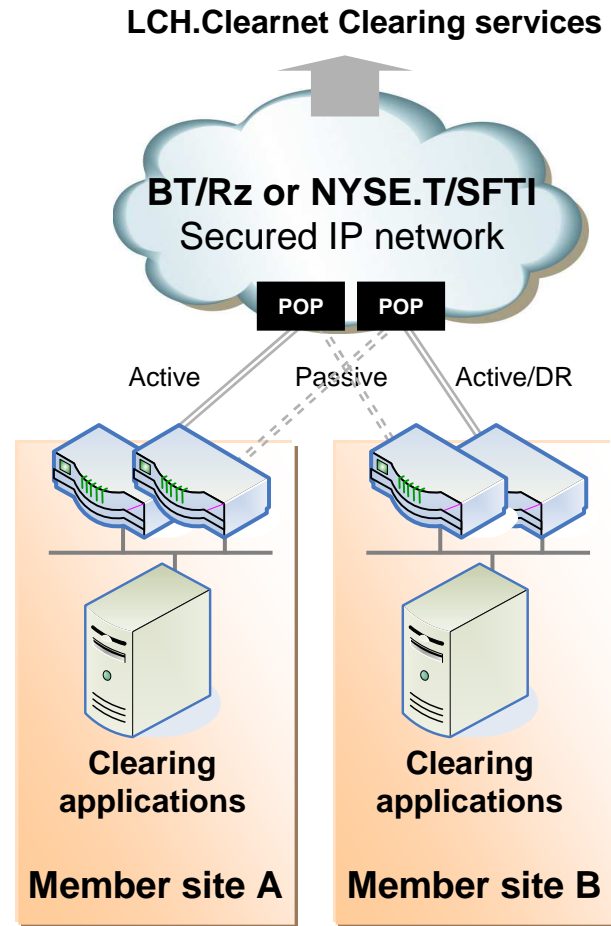 LCH.Clearnet Clearing services
BT/Rz or NYSE.T/SFTI
Secured IP network
POP POP
Active Passive Active/DR
Clearing
applications
Member site A
Clearing
applications
Member site B